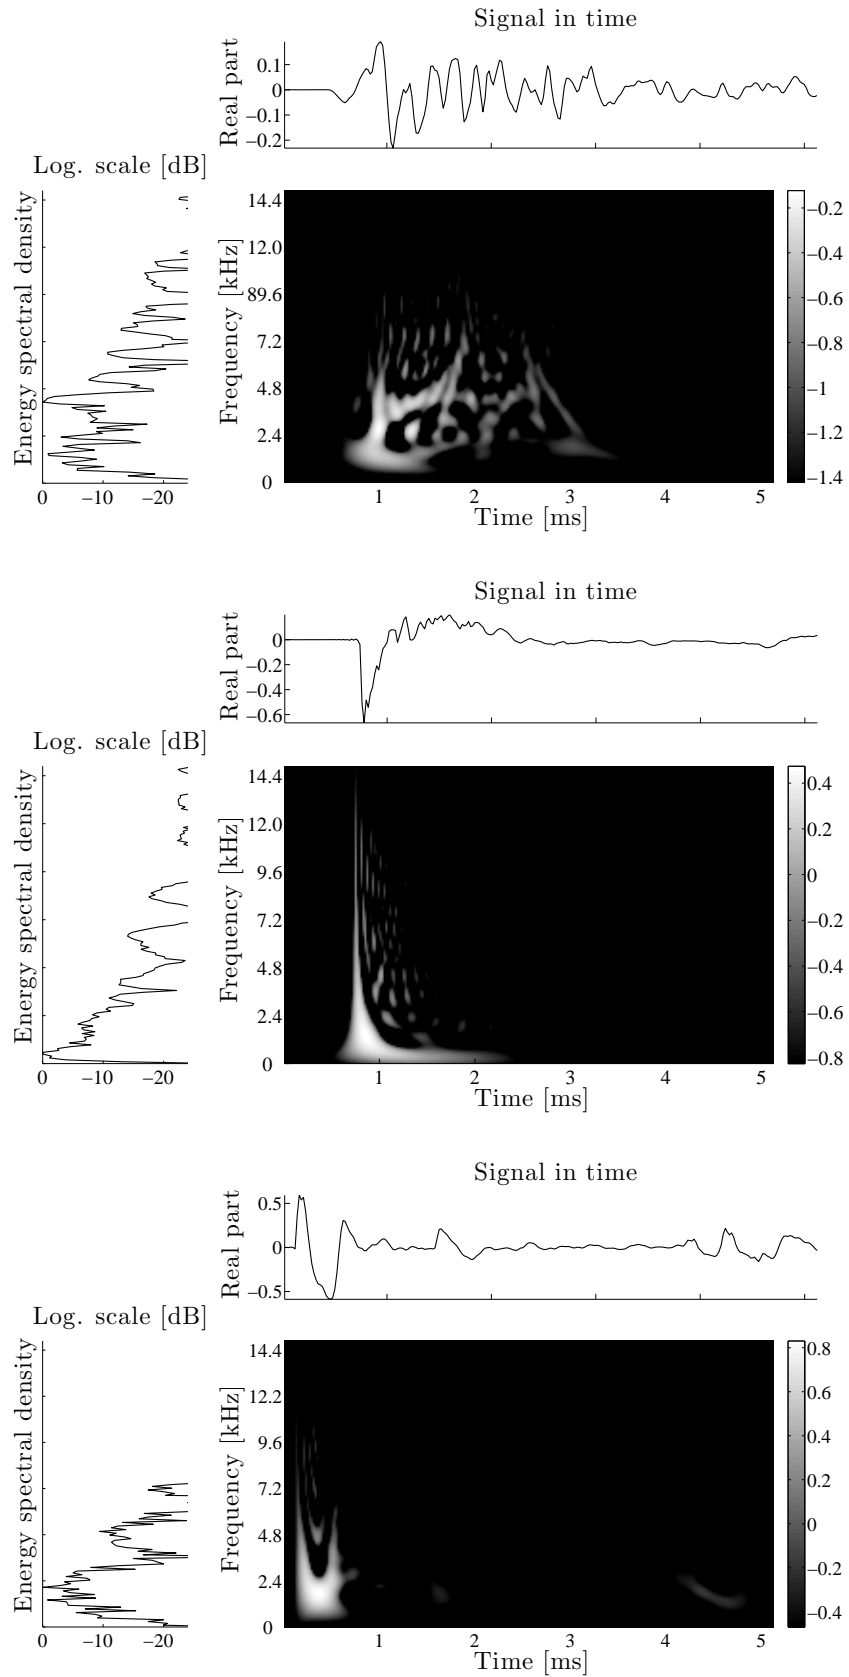 Signal in time
Real part
0.1
0
−0.1
−0.2
Log. scale [dB]
Energy spectral density
0 −10 −20
Frequency [kHz]
14.4
12.0
89.6
7.2
4.8
2.4
0
1 2 3 4 5
Time [ms]
−0.2
−0.4
−0.6
−0.8
−1
−1.2
−1.4
Signal in time
Real part
0
−0.2
−0.4
−0.6
Log. scale [dB]
Energy spectral density
0 −10 −20
Frequency [kHz]
14.4
12.0
9.6
7.2
4.8
2.4
0
1 2 3 4 5
Time [ms]
0.4
0.2
0
−0.2
−0.4
−0.6
−0.8
Signal in time
Real part
0.5
0
−0.5
Log. scale [dB]
Energy spectral density
0 −10 −20
Frequency [kHz]
14.4
12.2
9.6
7.2
4.8
2.4
0
1 2 3 4 5
Time [ms]
0.8
0.6
0.4
0.2
0
−0.2
−0.4